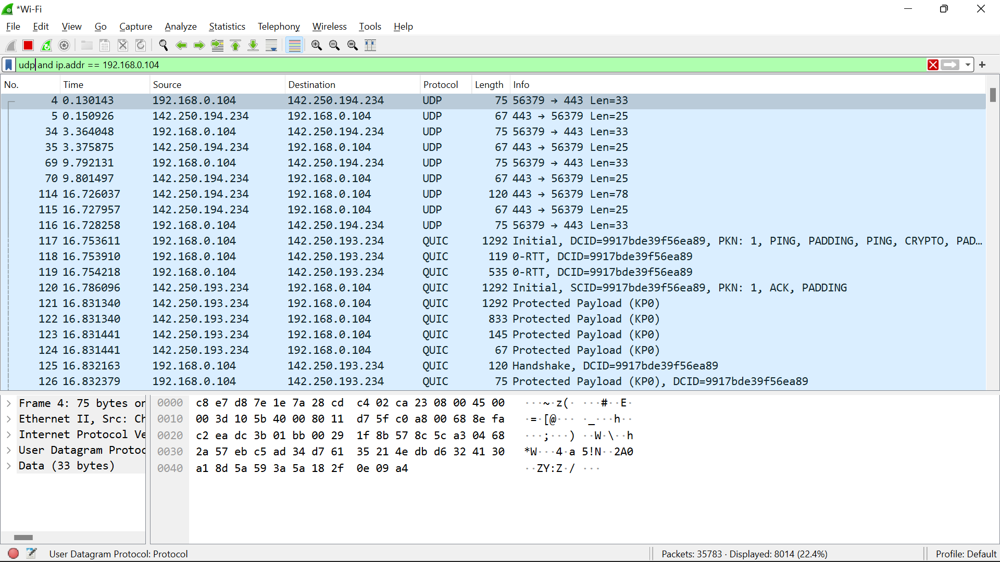 *Wi-Fi
File Edit View Go Capture Analyze Statistics Telephony Wireless Tools Help
udp and ip.addr == 192.168.0.104
No. Time Source Destination Protocol Length Info
4 0.130143 192.168.0.104 142.250.194.234 UDP 75 56379 → 443 Len=33
5 0.150926 142.250.194.234 192.168.0.104 UDP 67 443 → 56379 Len=25
34 3.364048 192.168.0.104 142.250.194.234 UDP 75 56379 → 443 Len=33
35 3.375875 142.250.194.234 192.168.0.104 UDP 67 443 → 56379 Len=25
69 9.792131 192.168.0.104 142.250.194.234 UDP 75 56379 → 443 Len=33
70 9.801497 142.250.194.234 192.168.0.104 UDP 67 443 → 56379 Len=25
114 16.726037 142.250.194.234 192.168.0.104 UDP 120 443 → 56379 Len=78
115 16.727957 142.250.194.234 192.168.0.104 UDP 67 443 → 56379 Len=25
116 16.728258 192.168.0.104 142.250.194.234 UDP 75 56379 → 443 Len=33
117 16.753611 192.168.0.104 142.250.193.234 QUIC 1292 Initial, DCID=9917bde39f56ea89, PKN: 1, PING, PADDING, PING, CRYPTO, PAD…
118 16.753910 192.168.0.104 142.250.193.234 QUIC 119 0-RTT, DCID=9917bde39f56ea89
119 16.754218 192.168.0.104 142.250.193.234 QUIC 535 0-RTT, DCID=9917bde39f56ea89
120 16.786096 142.250.193.234 192.168.0.104 QUIC 1292 Initial, SCID=9917bde39f56ea89, PKN: 1, ACK, PADDING
121 16.831340 142.250.193.234 192.168.0.104 QUIC 1292 Protected Payload (KP0)
122 16.831340 142.250.193.234 192.168.0.104 QUIC 833 Protected Payload (KP0)
123 16.831441 142.250.193.234 192.168.0.104 QUIC 145 Protected Payload (KP0)
124 16.831441 142.250.193.234 192.168.0.104 QUIC 67 Protected Payload (KP0)
125 16.832163 192.168.0.104 142.250.193.234 QUIC 120 Handshake, DCID=9917bde39f56ea89
126 16.832379 192.168.0.104 142.250.193.234 QUIC 75 Protected Payload (KP0), DCID=9917bde39f56ea89
Frame 4: 75 bytes on
Ethernet II, Src: Ch
Internet Protocol Ve
User Datagram Protoc
Data (33 bytes)
0000 c8 e7 d8 7e 1e 7a 28 cd c4 02 ca 23 08 00 45 00 ···~·z(· ···#··E·
0010 00 3d 10 5b 40 00 80 11 d7 5f c0 a8 00 68 8e fa ·=·[@··· ·_···h··
0020 c2 ea dc 3b 01 bb 00 29 1f 8b 57 8c 5c a3 04 68 ···;···) ··W·\··h
0030 2a 57 eb c5 ad 34 d7 61 35 21 4e db d6 32 41 30 *W···4·a 5!N··2A0
0040 a1 8d 5a 59 3a 5a 18 2f 0e 09 a4 ··ZY:Z·/ ···
User Datagram Protocol: Protocol
Packets: 35783 · Displayed: 8014 (22.4%)
Profile: Default